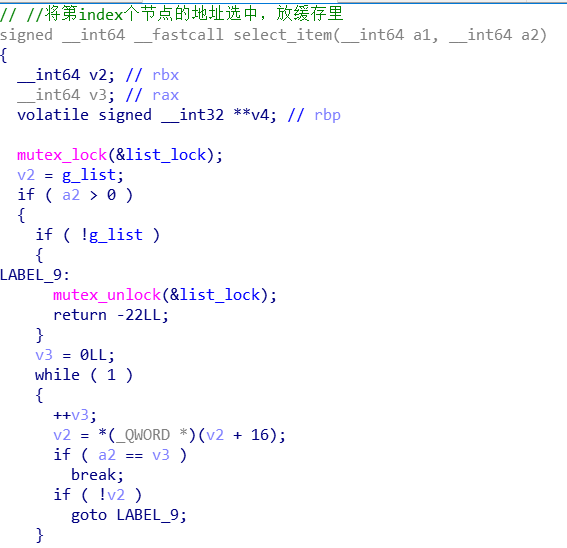 // //将第index个节点的地址选中，放缓存里
signed __int64 __fastcall select_item(__int64 a1, __int64 a2)
{
  __int64 v2; // rbx
  __int64 v3; // rax
  volatile signed __int32 **v4; // rbp

  mutex_lock(&list_lock);
  v2 = g_list;
  if ( a2 > 0 )
  {
    if ( !g_list )
    {
LABEL_9:
      mutex_unlock(&list_lock);
      return -22LL;
    }
    v3 = 0LL;
    while ( 1 )
    {
      ++v3;
      v2 = *(_QWORD *)(v2 + 16);
      if ( a2 == v3 )
        break;
      if ( !v2 )
        goto LABEL_9;
    }